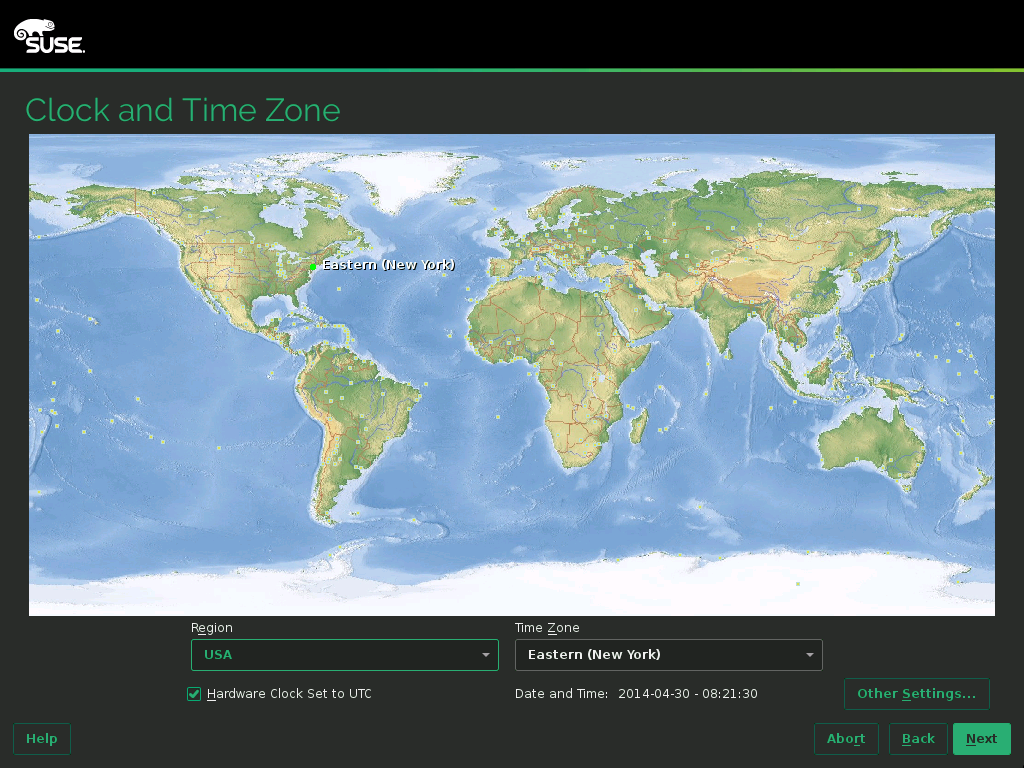 SUSE.
Clock and Time Zone
Eastern (New York)
Region
Time Zone
USA
Eastern (New York)
Hardware Clock Set to UTC
Date and Time: 2014-04-30 - 08:21:30
Other Settings...
Help
Abort
Back
Next